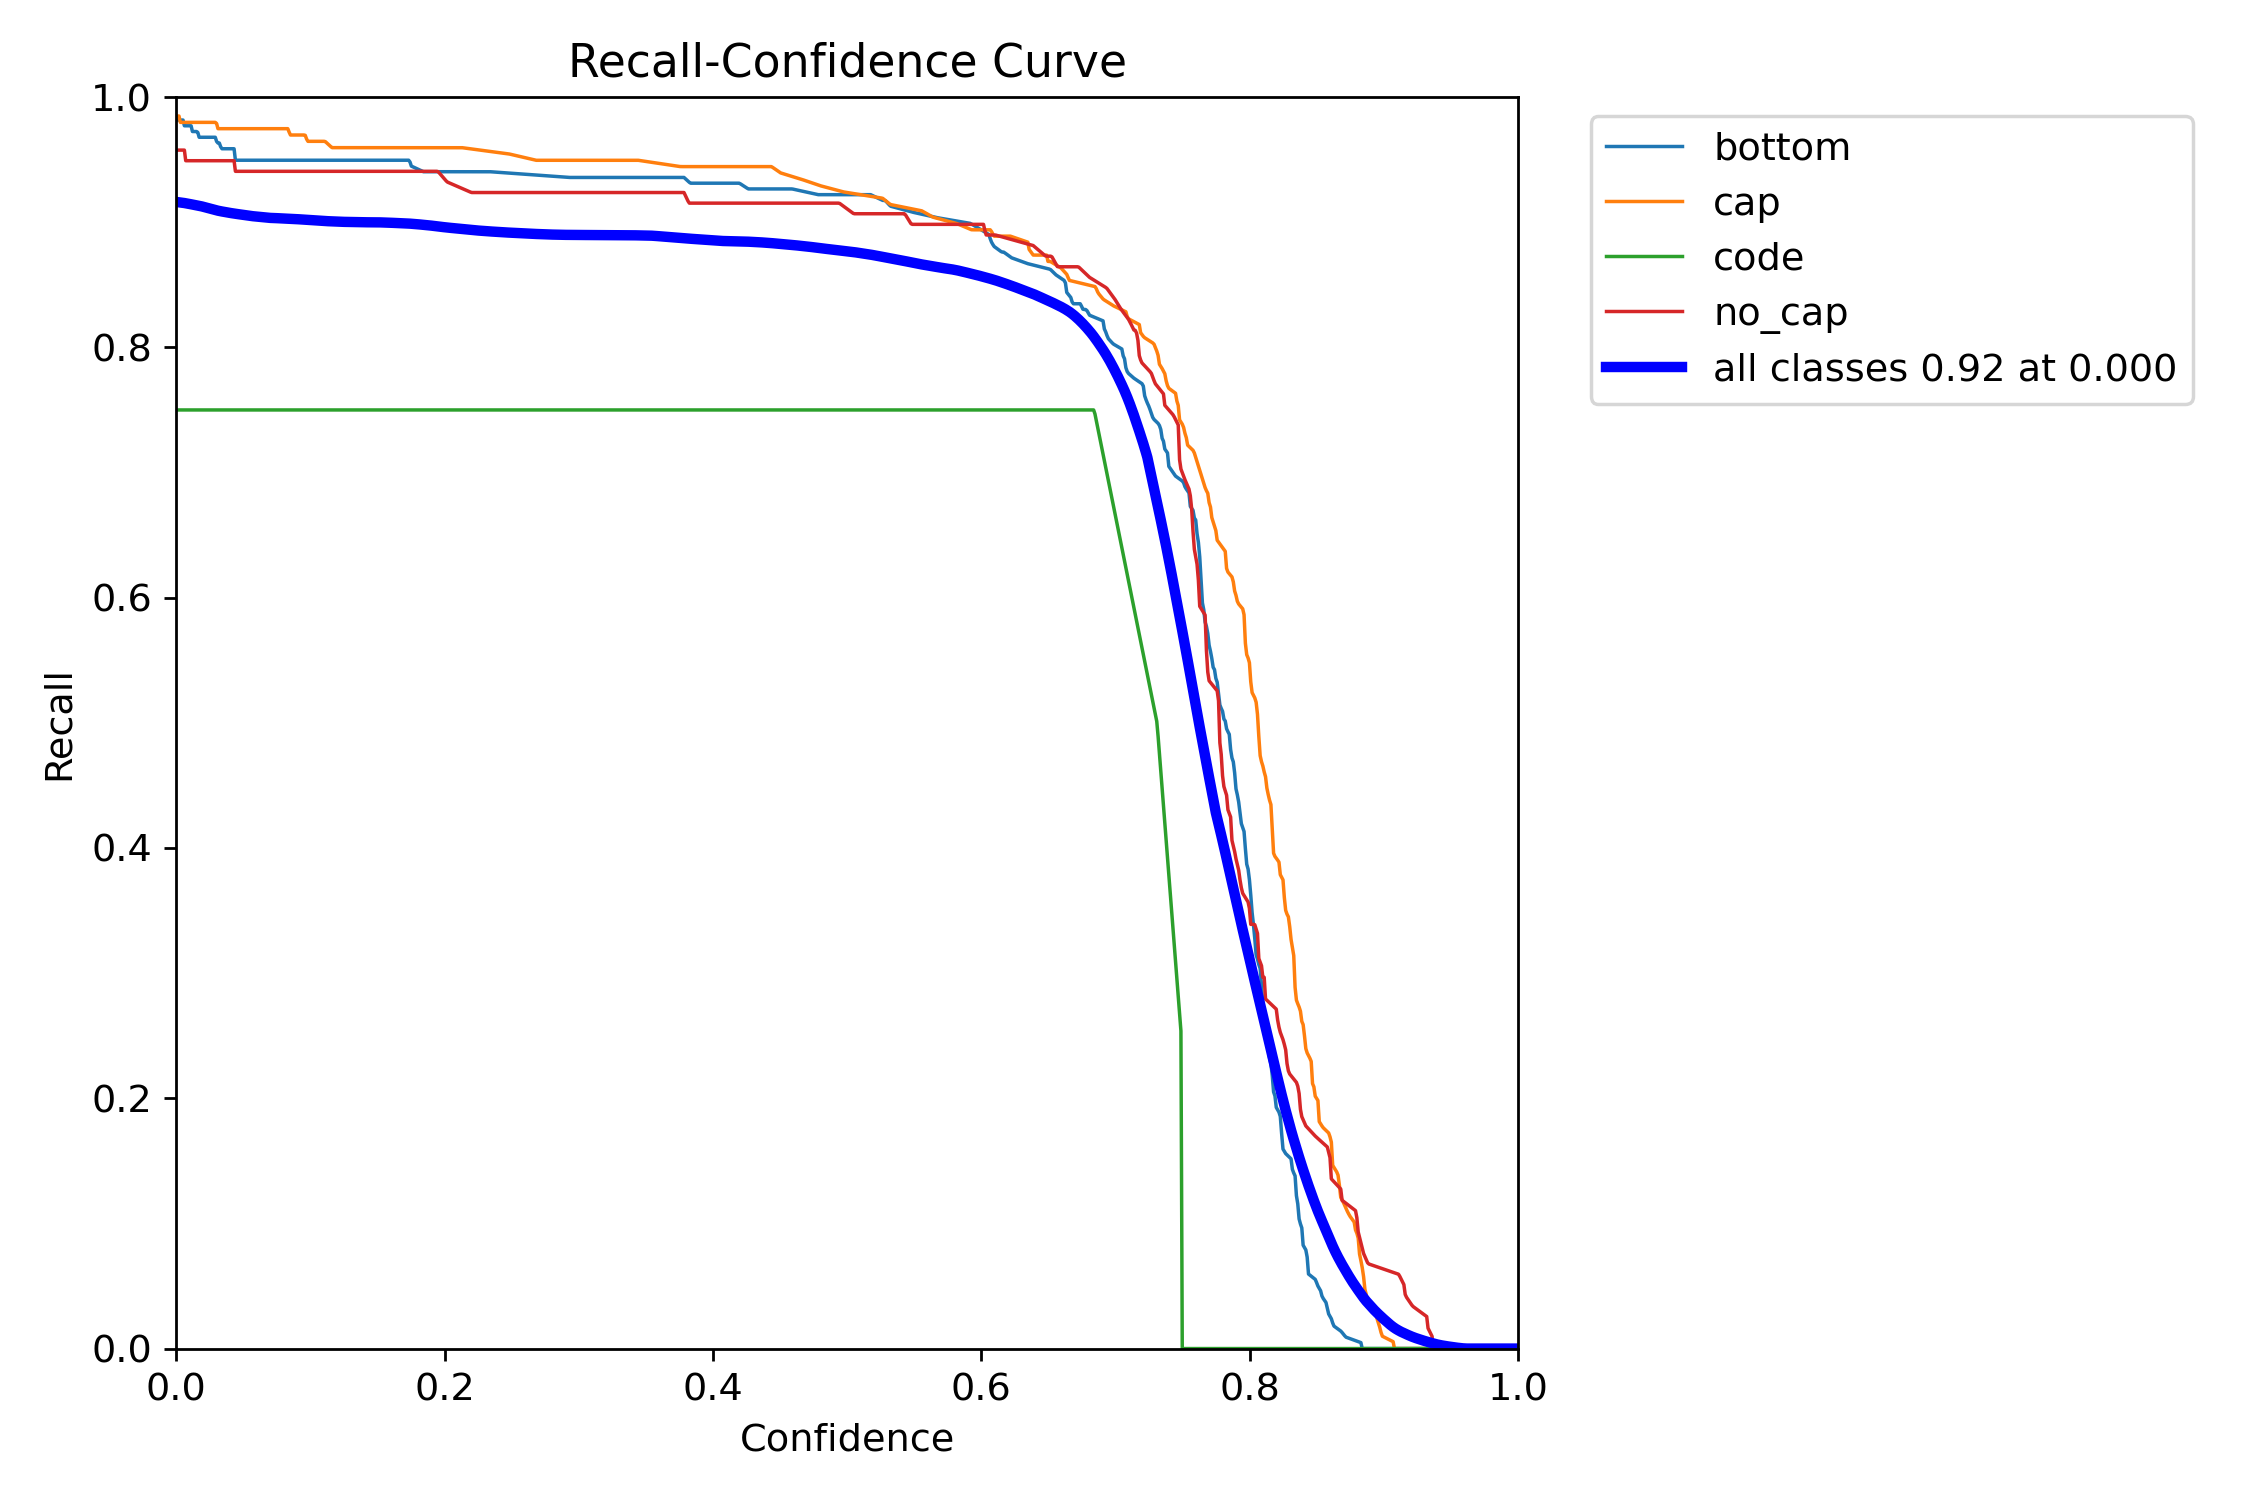 Recall-Confidence Curve
1.0
0.8
0.6
0.4
0.2
0.0
Recall
0.0 0.2 0.4 0.6 0.8 1.0
Confidence
bottom
cap
code
no_cap
all classes 0.92 at 0.000